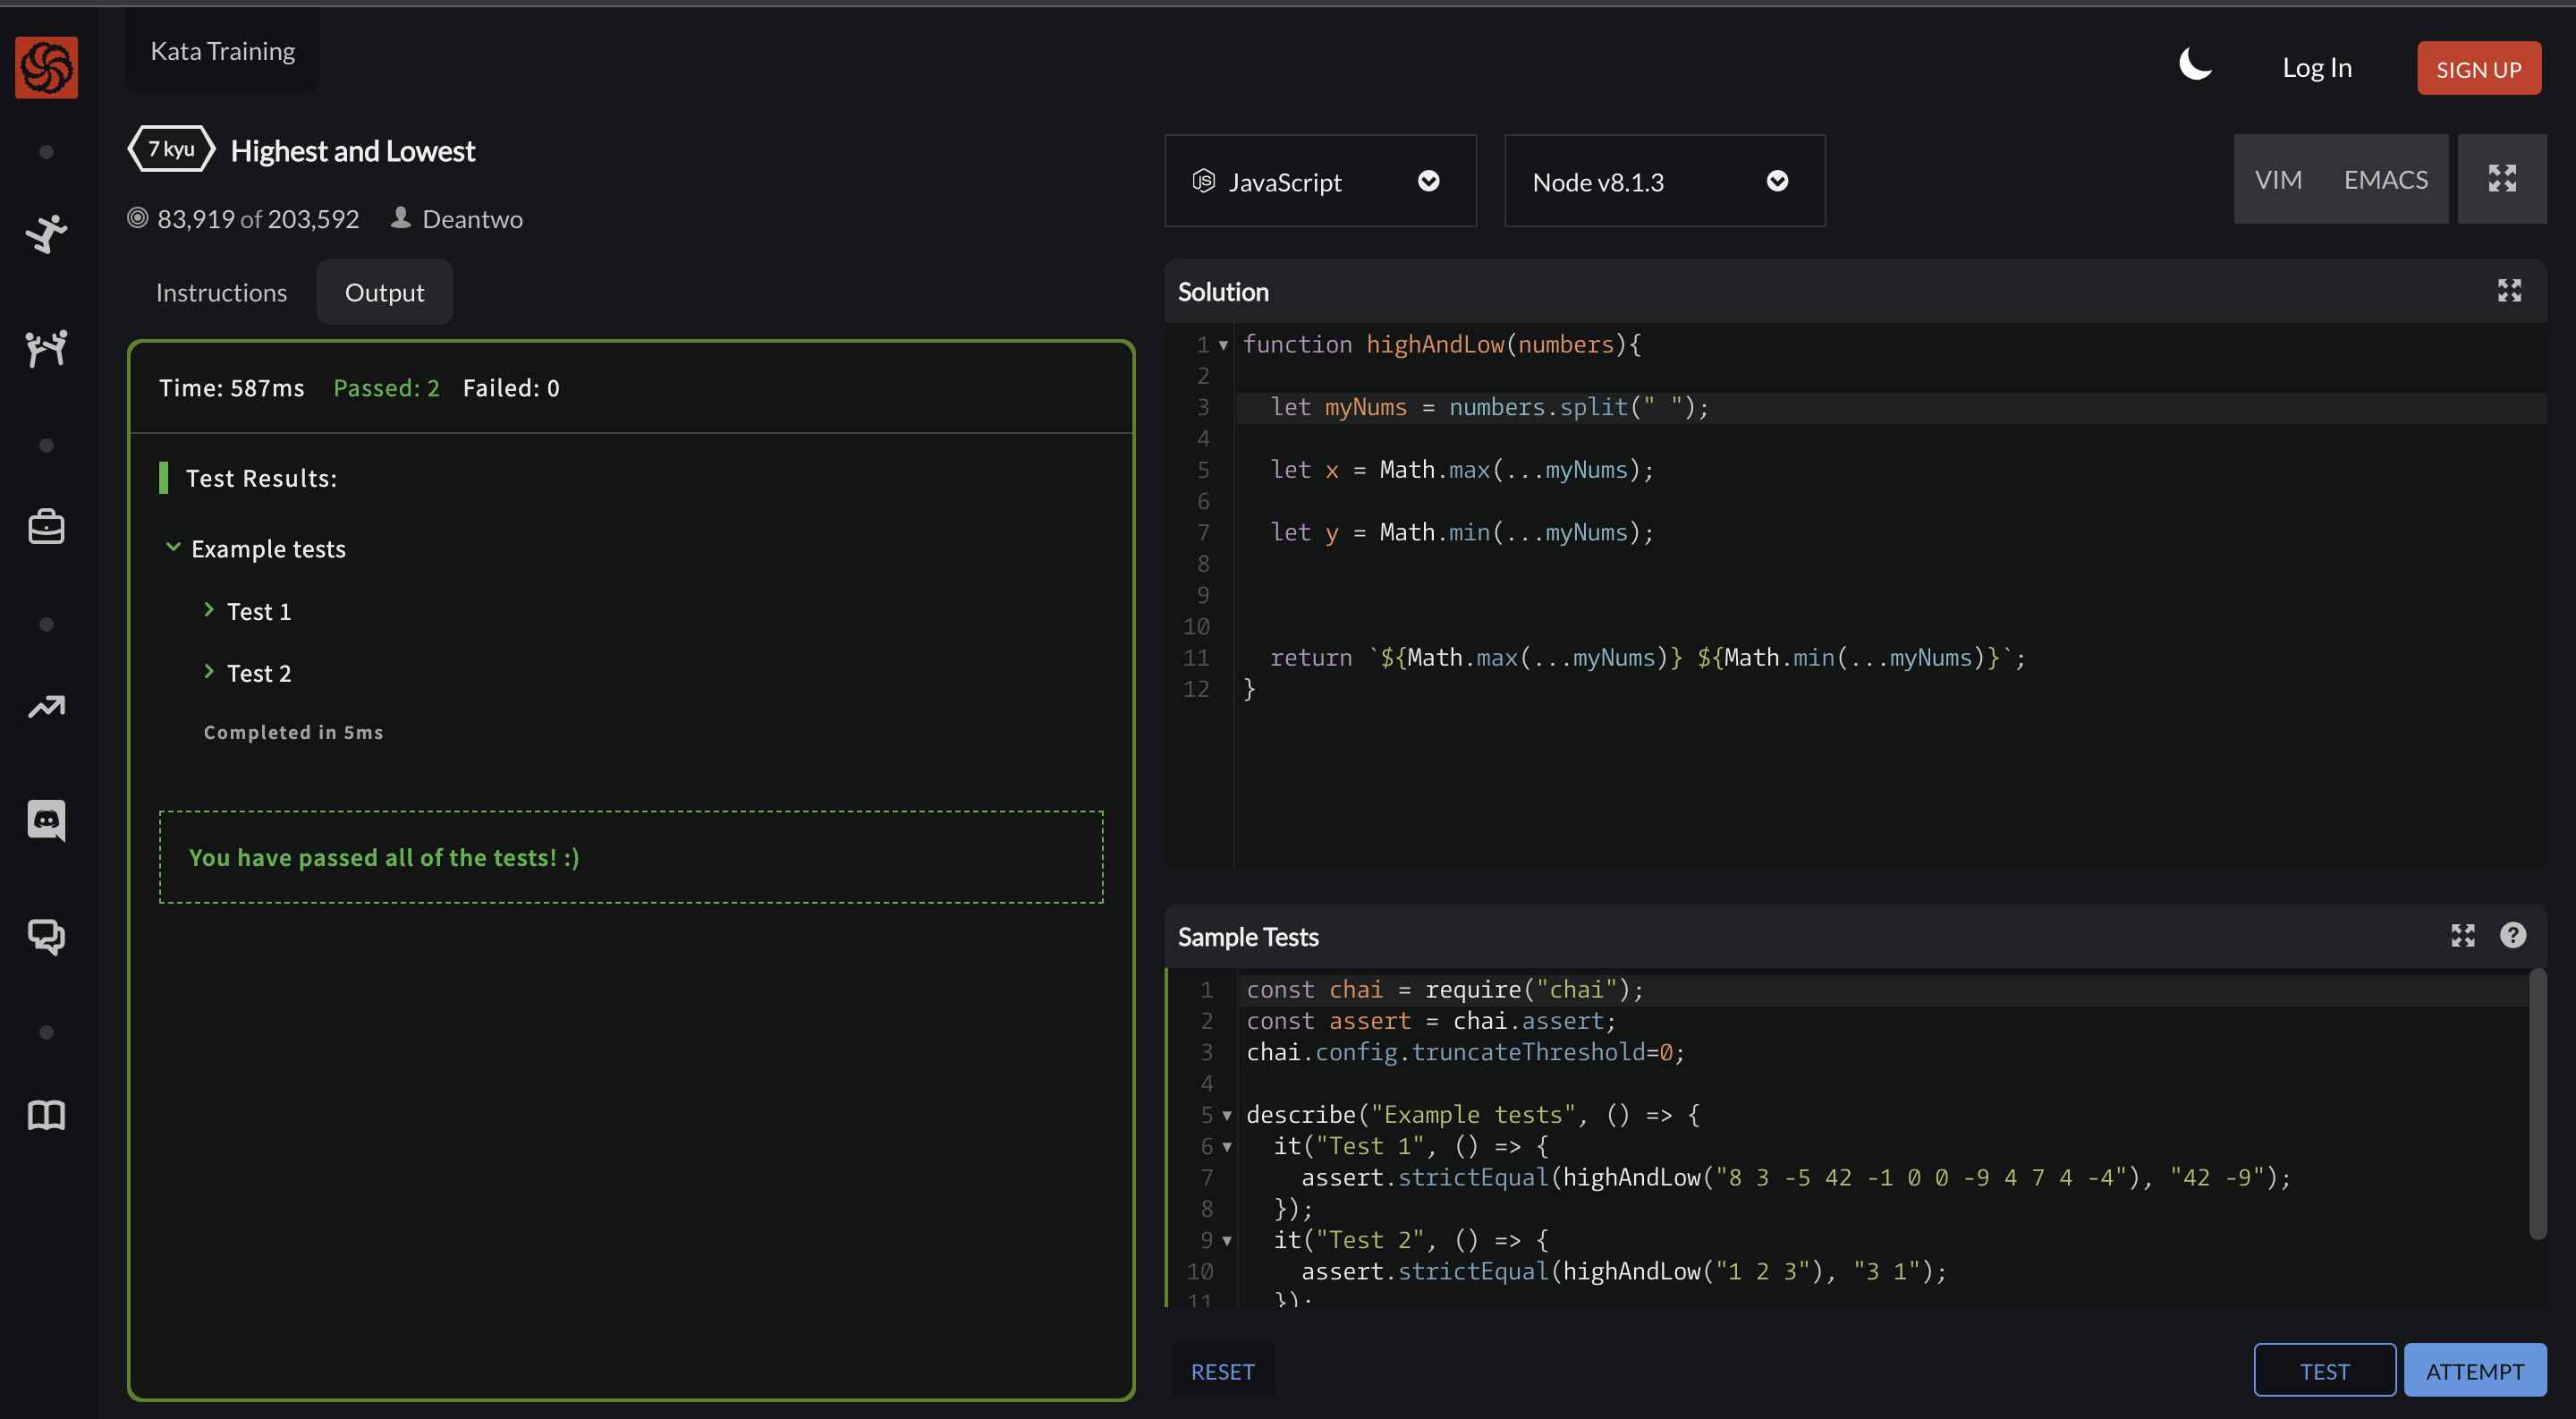 Kata Training
Log In
SIGN UP
7 kyu
Highest and Lowest
83,919 of 203,592
Deantwo
JavaScript
Node v8.1.3
VIM
EMACS
Instructions
Output
Time: 587ms Passed: 2 Failed: 0
Test Results:
Example tests
Test 1
Test 2
Completed in 5ms
You have passed all of the tests! :)
Solution
1 function highAndLow(numbers){
2
3 let myNums = numbers.split(" ");
4
5 let x = Math.max(...myNums);
6
7 let y = Math.min(...myNums);
8
9
10
11 return `${Math.max(...myNums)} ${Math.min(...myNums)}`;
12 }
Sample Tests
1 const chai = require("chai");
2 const assert = chai.assert;
3 chai.config.truncateThreshold=0;
4
5 describe("Example tests", () => {
6 it("Test 1", () => {
7 assert.strictEqual(highAndLow("8 3 -5 42 -1 0 0 -9 4 7 4 -4"), "42 -9");
8 });
9 it("Test 2", () => {
10 assert.strictEqual(highAndLow("1 2 3"), "3 1");
11 });
RESET
TEST
ATTEMPT